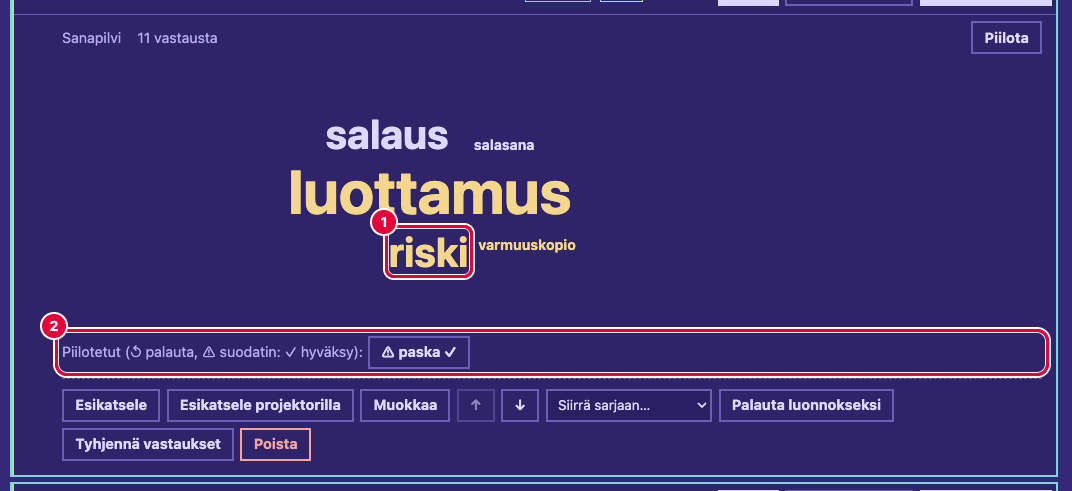 Sanapilvi 11 vastausta Piilota
salaus salasana
luottamus
1
riski varmuuskopio
2
Piilotetut (↺ palauta, ⚠ suodatin: ✓ hyväksy): ⚠ paska ✓
Esikatsele Esikatsele projektorilla Muokkaa ↑ ↓ Siirrä sarjaan... Palauta luonnokseksi
Tyhjennä vastaukset Poista